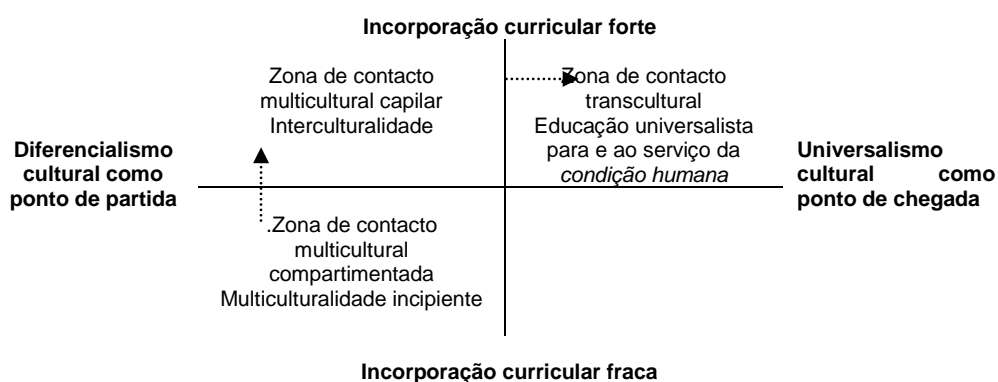 Incorporação curricular forte
Zona de contacto
multicultural capilar
Interculturalidade
Zona de contacto
transcultural
Educação universalista
para e ao serviço da
condição humana
Diferencialismo
cultural como
ponto de partida
Universalismo
cultural como
ponto de chegada
.Zona de contacto
multicultural
compartimentada
Multiculturalidade incipiente
Incorporação curricular fraca